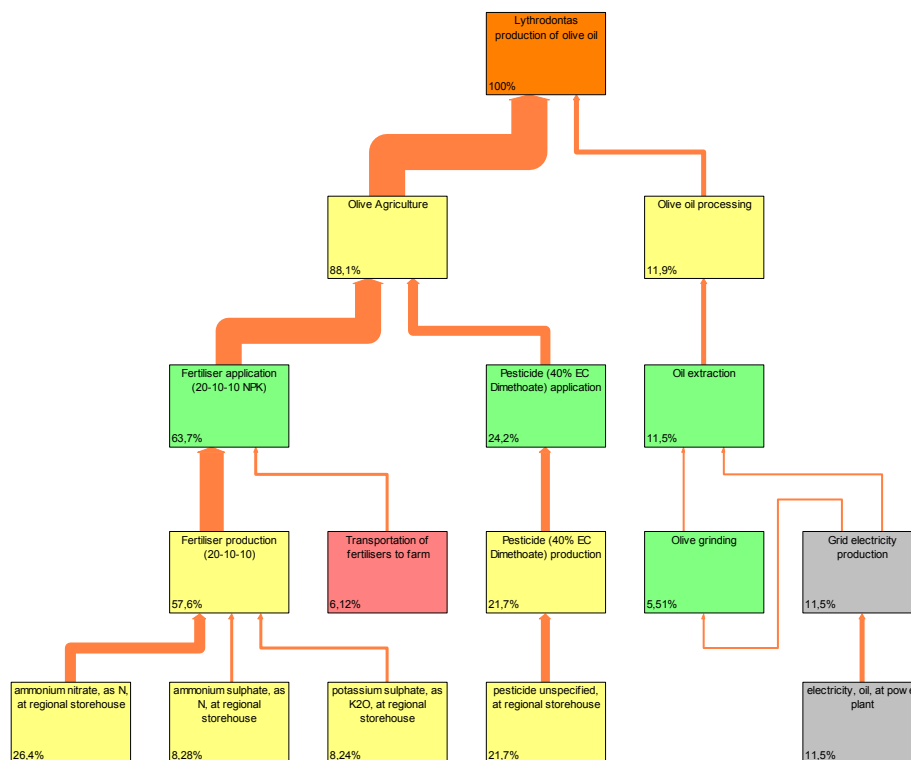 Lythrodontas
production of olive oil
100%
Olive Agriculture
88,1%
Olive oil processing
11,9%
Fertiliser application
(20-10-10 NPK)
63,7%
Pesticide (40% EC
Dimethoate) application
24,2%
Oil extraction
11,5%
Fertiliser production
(20-10-10)
57,6%
Transportation of
fertilisers to farm
6,12%
Pesticide (40% EC
Dimethoate) production
21,7%
Olive grinding
5,51%
Grid electricity
production
11,5%
ammonium nitrate, as N,
at regional storehouse
26,4%
ammonium sulphate, as
N, at regional
storehouse
8,28%
potassium sulphate, as
K2O, at regional
storehouse
8,24%
pesticide unspecified,
at regional storehouse
21,7%
electricity, oil, at powe
plant
11,5%